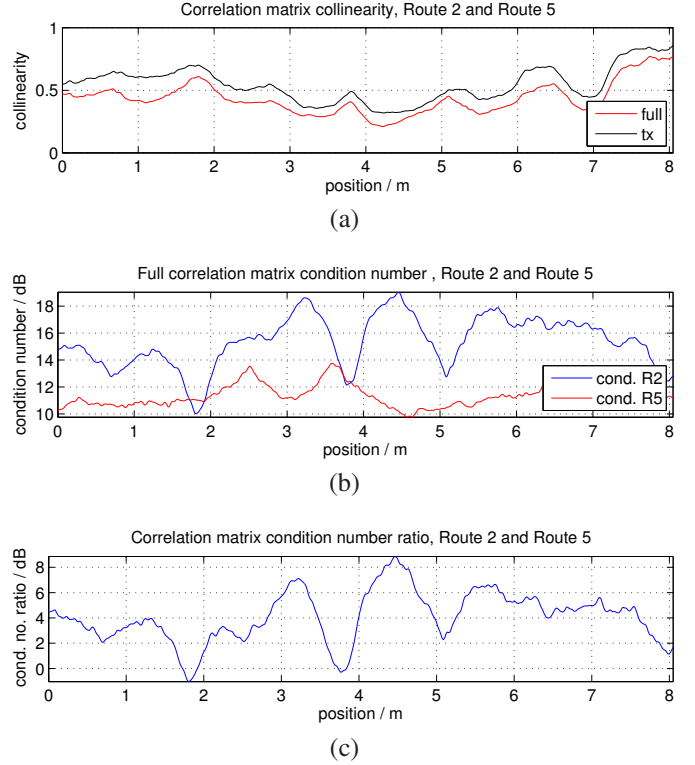 Correlation matrix collinearity, Route 2 and Route 5
collinearity
1
0.5
0
full
tx
0 1 2 3 4 5 6 7 8
position / m
(a)
Full correlation matrix condition number , Route 2 and Route 5
condition number / dB
18
16
14
12
10
cond. R2
cond. R5
0 1 2 3 4 5 6 7 8
position / m
(b)
Correlation matrix condition number ratio, Route 2 and Route 5
cond. no. ratio / dB
8
6
4
2
0
0 1 2 3 4 5 6 7 8
position / m
(c)